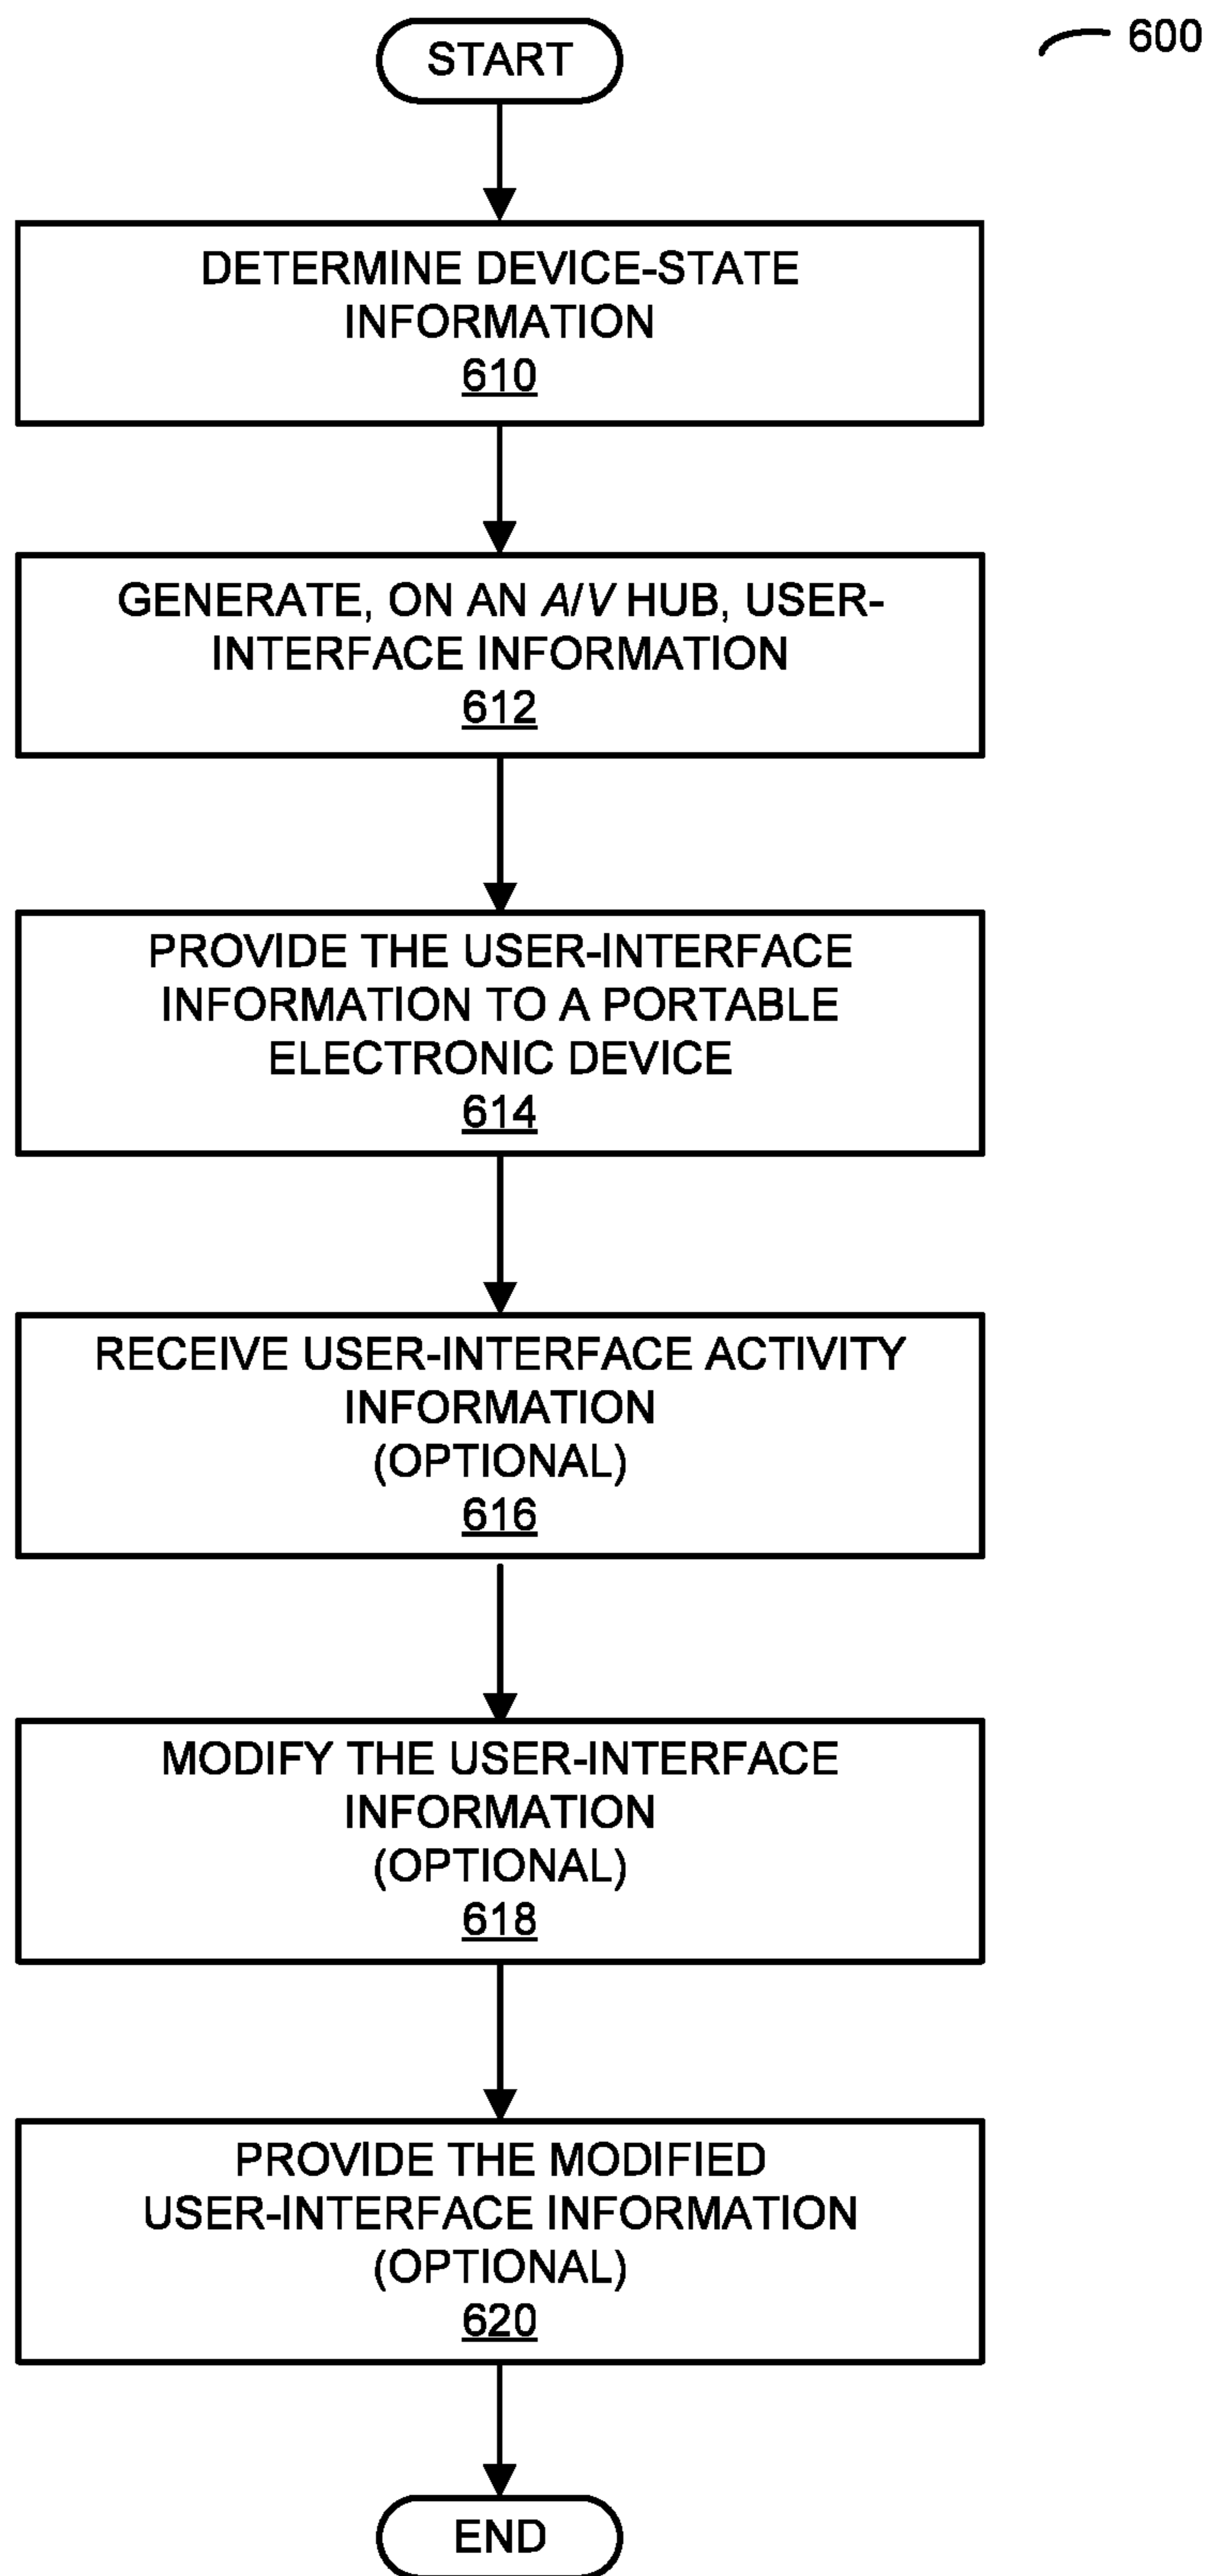 START
600
DETERMINE DEVICE-STATE
INFORMATION
610
GENERATE, ON AN A/V HUB, USER-
INTERFACE INFORMATION
612
PROVIDE THE USER-INTERFACE
INFORMATION TO A PORTABLE
ELECTRONIC DEVICE
614
RECEIVE USER-INTERFACE ACTIVITY
INFORMATION
(OPTIONAL)
616
MODIFY THE USER-INTERFACE
INFORMATION
(OPTIONAL)
618
PROVIDE THE MODIFIED
USER-INTERFACE INFORMATION
(OPTIONAL)
620
END